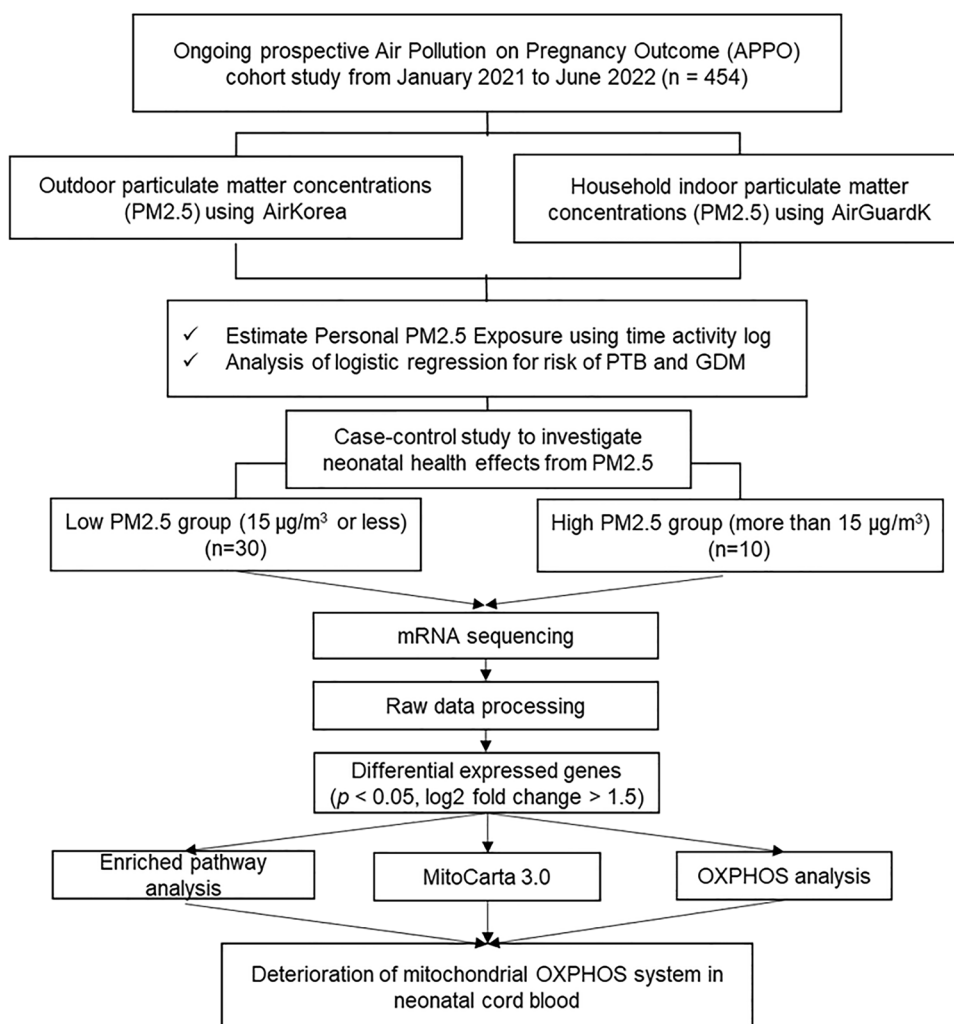 Ongoing prospective Air Pollution on Pregnancy Outcome (APPO)
cohort study from January 2021 to June 2022 (n = 454)
Outdoor particulate matter concentrations
(PM2.5) using AirKorea
Household indoor particulate matter
concentrations (PM2.5) using AirGuardK
✓ Estimate Personal PM2.5 Exposure using time activity log
✓ Analysis of logistic regression for risk of PTB and GDM
Case-control study to investigate
neonatal health effects from PM2.5
Low PM2.5 group (15 µg/m³ or less)
(n=30)
High PM2.5 group (more than 15 µg/m³)
(n=10)
mRNA sequencing
Raw data processing
Differential expressed genes
(p < 0.05, log2 fold change > 1.5)
Enriched pathway
analysis
MitoCarta 3.0
OXPHOS analysis
Deterioration of mitochondrial OXPHOS system in
neonatal cord blood